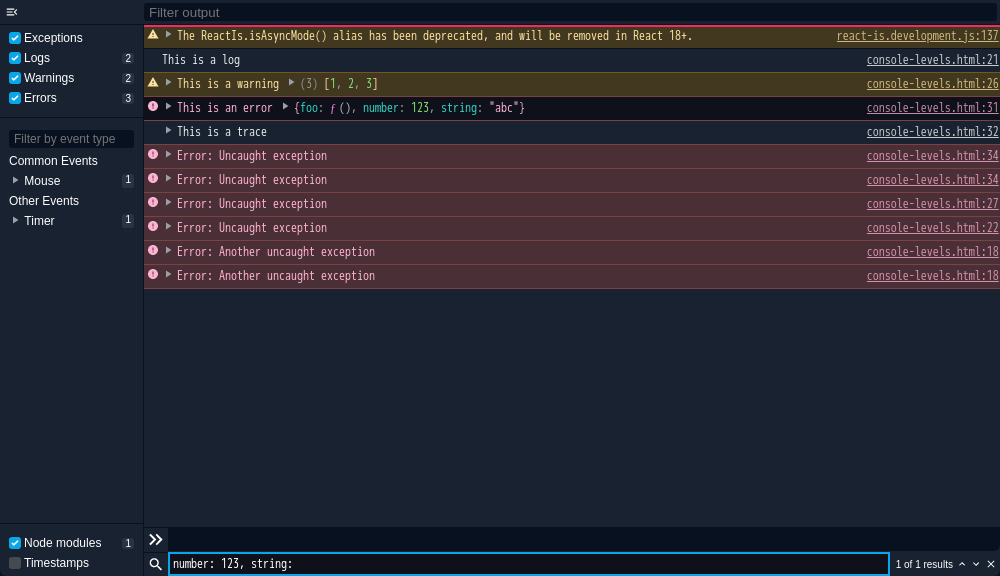 Filter output
Exceptions
Logs 2
Warnings 2
Errors 3
Filter by event type
Common Events
Mouse 1
Other Events
Timer 1
Node modules 1
Timestamps
The ReactIs.isAsyncMode() alias has been deprecated, and will be removed in React 18+. react-is.development.js:137
This is a log console-levels.html:21
This is a warning (3) [1, 2, 3] console-levels.html:26
This is an error {foo: ƒ (), number: 123, string: "abc"} console-levels.html:31
This is a trace console-levels.html:32
Error: Uncaught exception console-levels.html:34
Error: Uncaught exception console-levels.html:34
Error: Uncaught exception console-levels.html:27
Error: Uncaught exception console-levels.html:22
Error: Another uncaught exception console-levels.html:18
Error: Another uncaught exception console-levels.html:18
number: 123, string: 1 of 1 results